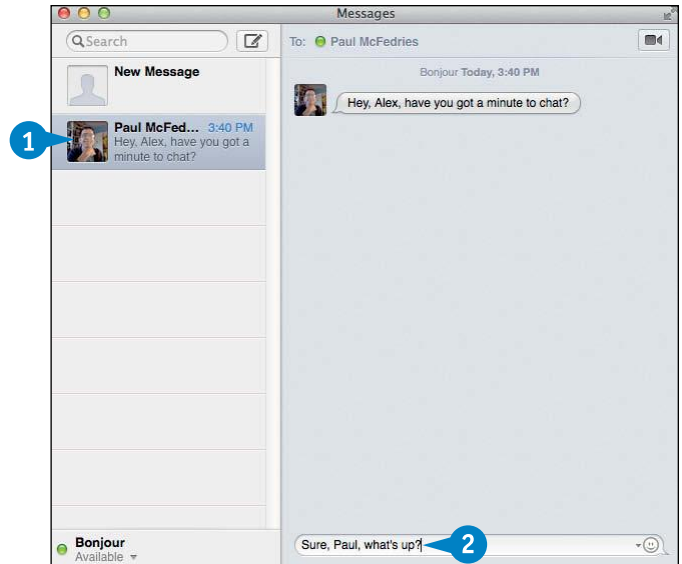 Messages
Search
New Message
Paul McFed... 3:40 PM
Hey, Alex, have you got a
minute to chat?
1
Bonjour
Available
To: Paul McFedries
Bonjour Today, 3:40 PM
Hey, Alex, have you got a minute to chat?
Sure, Paul, what's up?
2